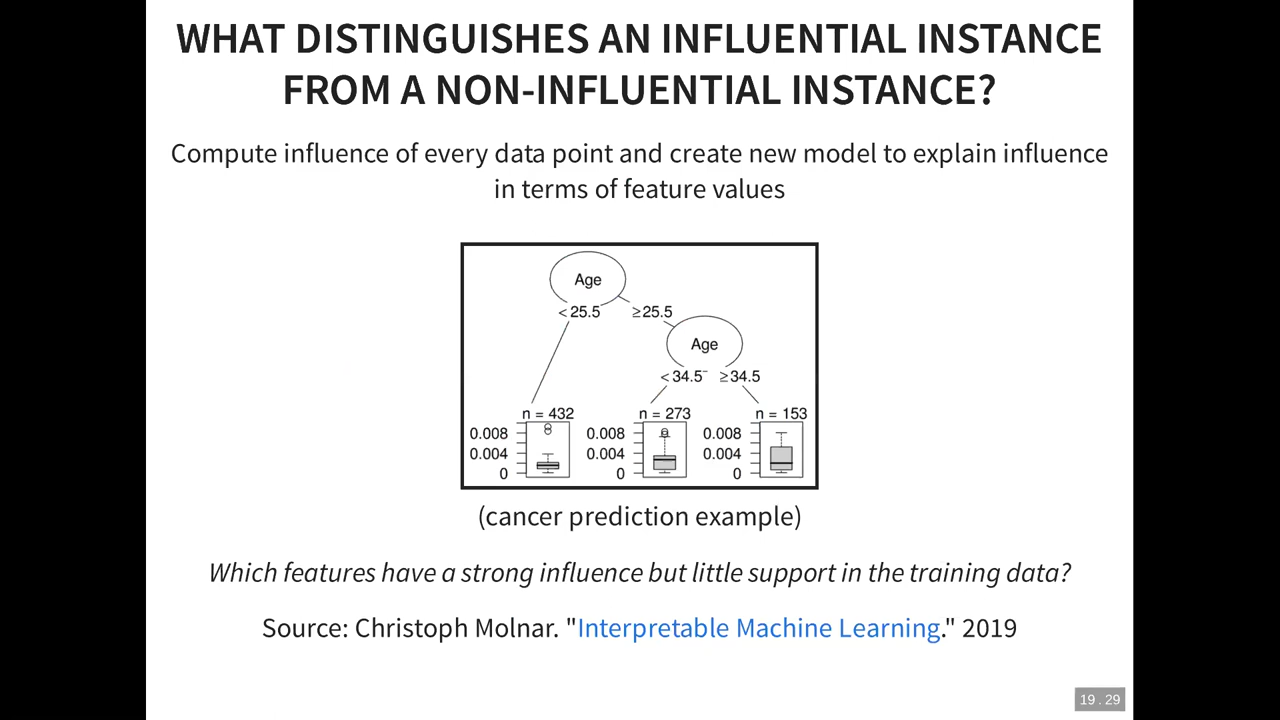 WHAT DISTINGUISHES AN INFLUENTIAL INSTANCE
FROM A NON-INFLUENTIAL INSTANCE?
Compute influence of every data point and create new model to explain influence
in terms of feature values
Age
< 25.5 ≥25.5
Age
< 34.5 ≥34.5
n = 432 n = 273 n = 153
0.008 0.008 0.008
0.004 0.004 0.004
0 0 0
(cancer prediction example)
Which features have a strong influence but little support in the training data?
Source: Christoph Molnar. "Interpretable Machine Learning." 2019
19 . 29